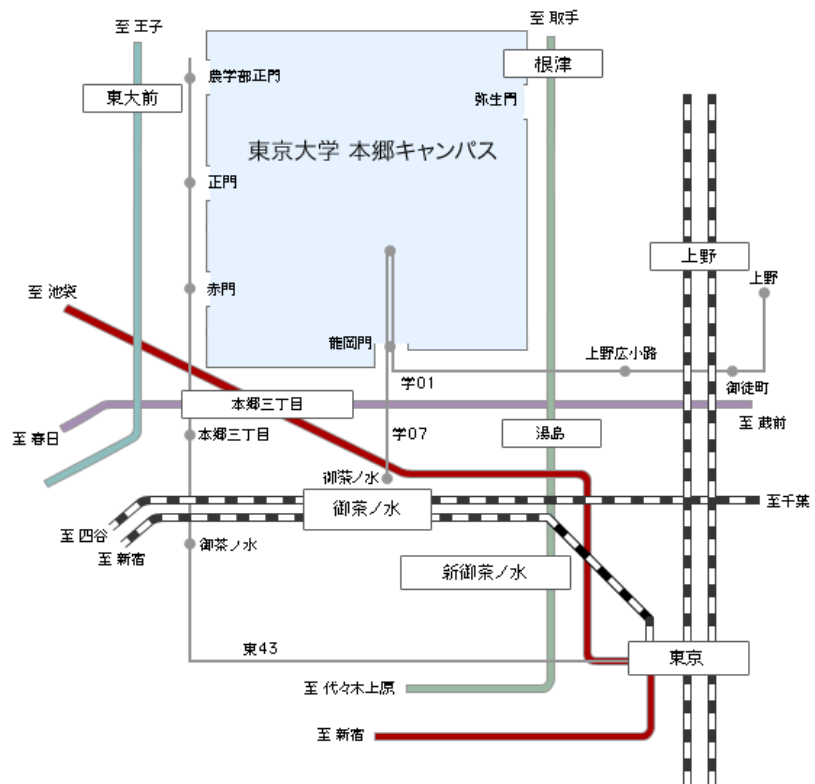 至 取手
至 王子
根津
農学部正門
東大前
弥生門
東京大学 本郷キャンパス
正門
上野
上野
赤門
至 池袋
龍岡門
上野広小路
学01
御徒町
本郷三丁目
至 蔵前
本郷三丁目
学07
湯島
至 春日
御茶ノ水
御茶ノ水
至千葉
至 四谷
御茶ノ水
至 新宿
新御茶ノ水
東43
東京
至 代々木上原
至 新宿